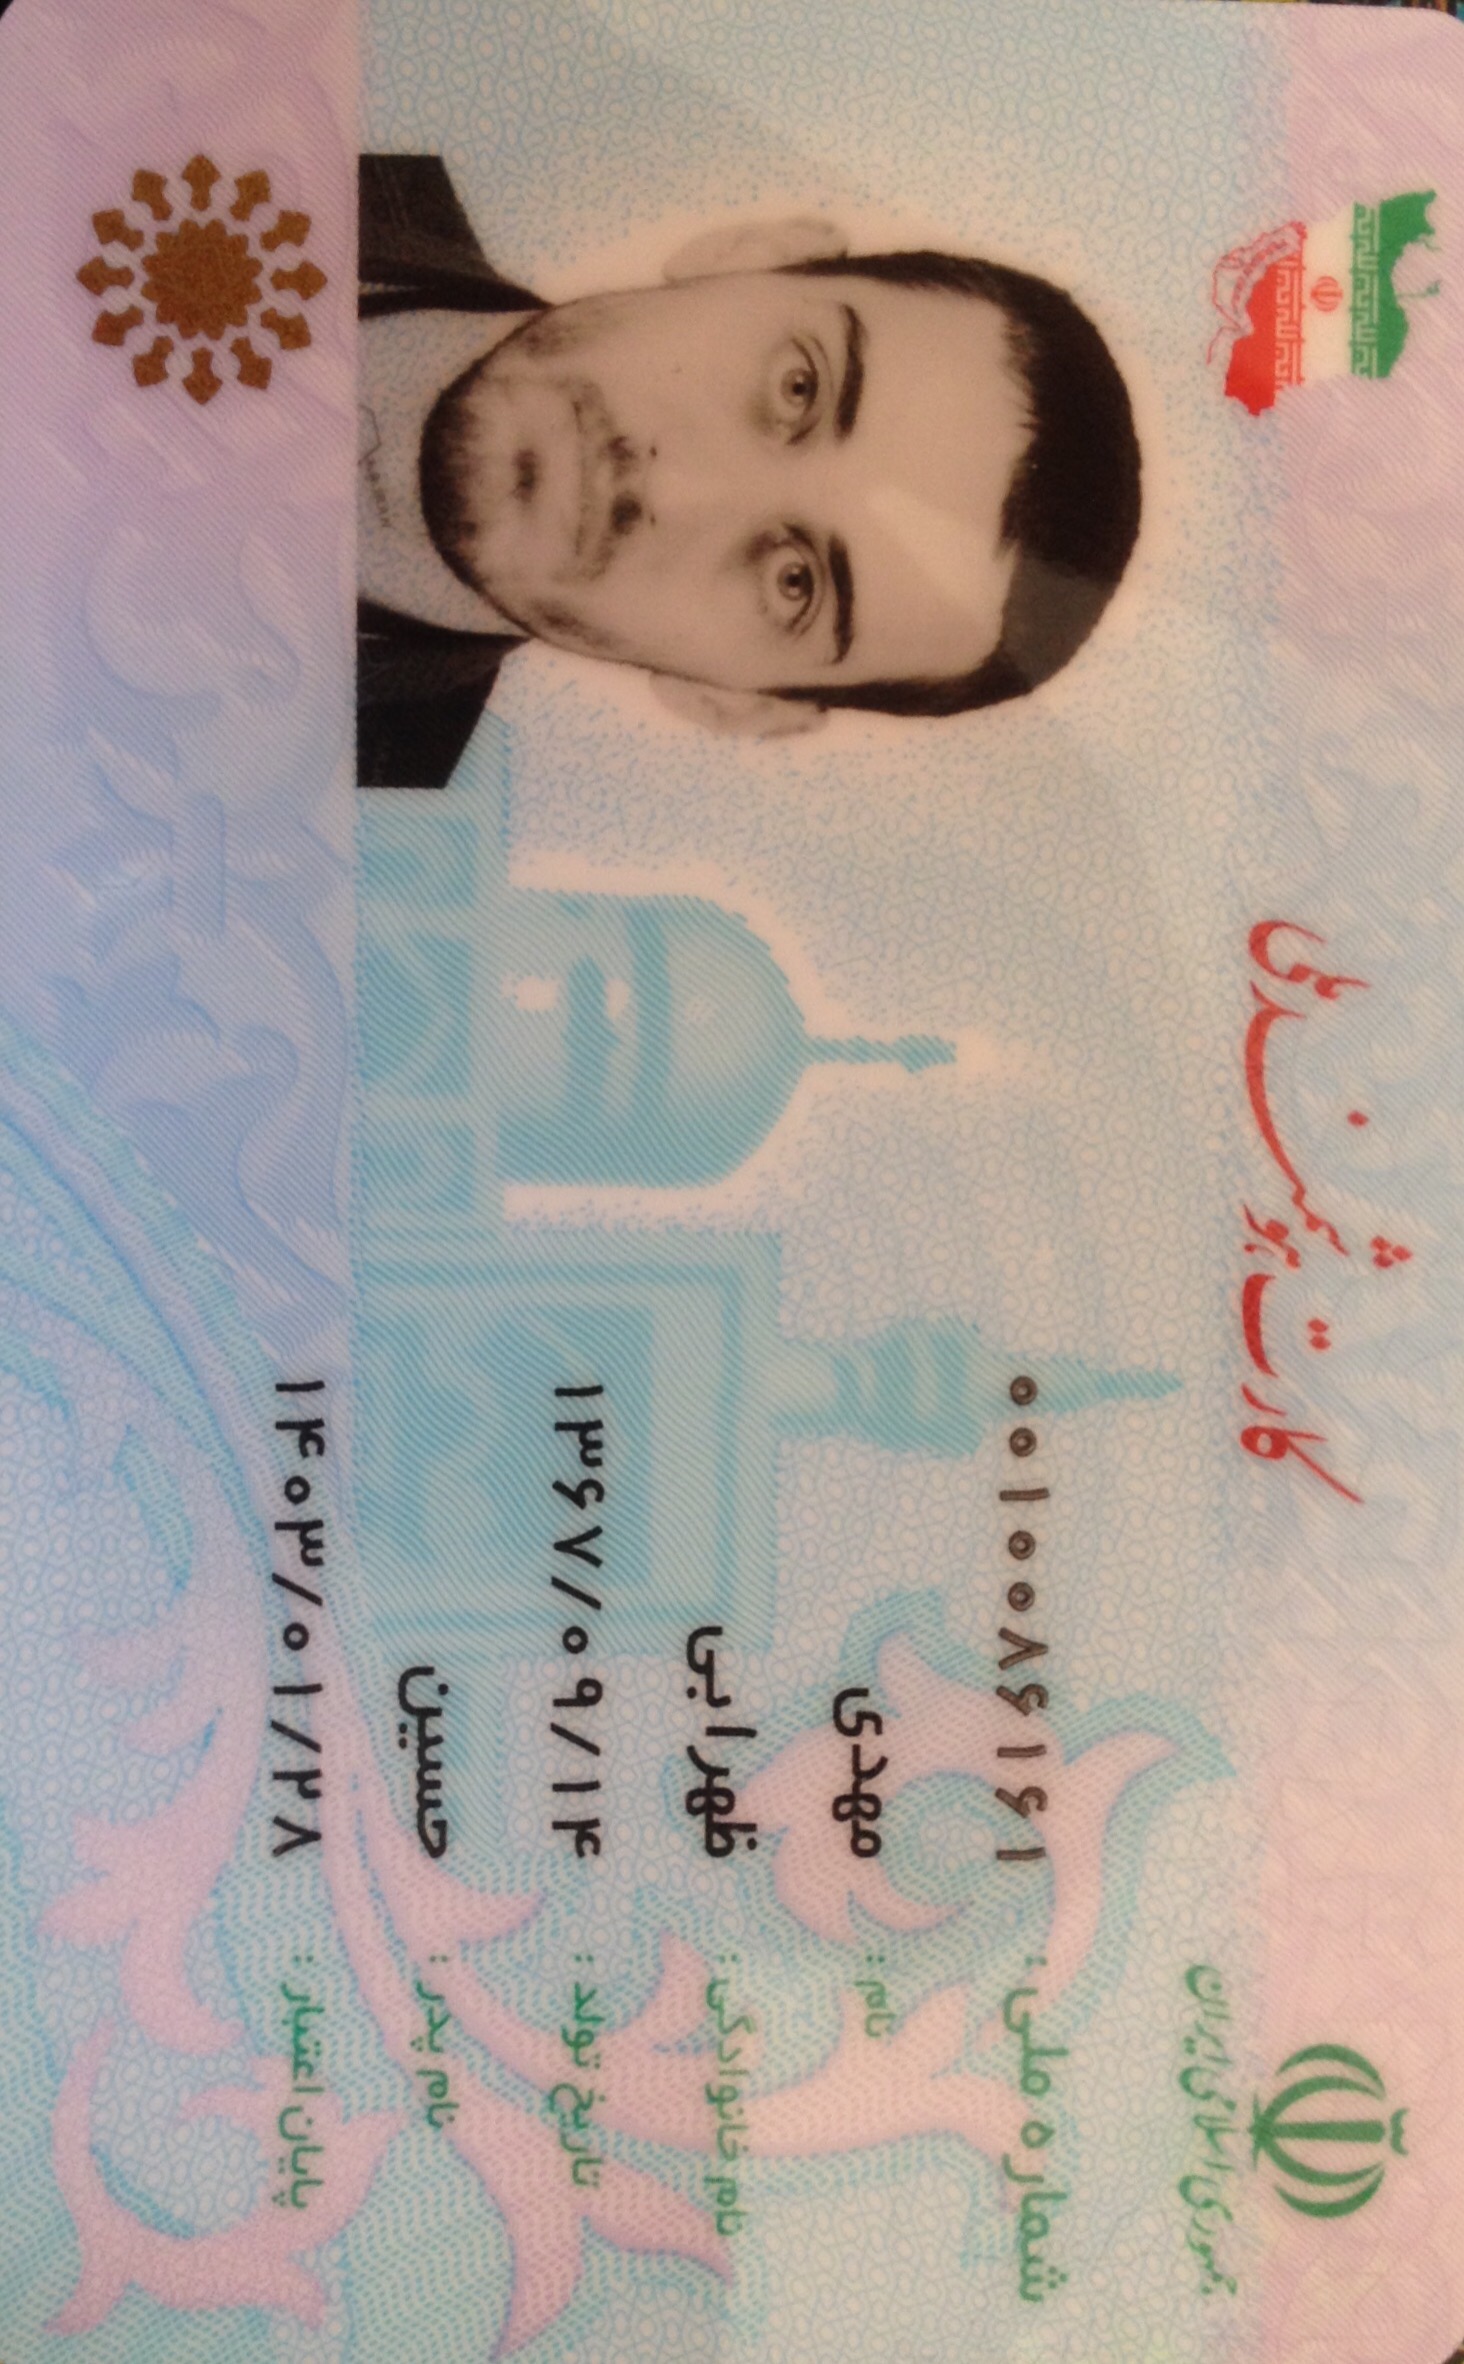 کارت هوشمند ملی
جمهوری اسلامی ایران
شماره ملی : ۰۰۱۰۰۸۶۱۶۱
نام : مهدی
نام خانوادگی : ظهرابی
تاریخ تولد : ۱۳۶۷/۰۹/۱۴
نام پدر : حسین
پایان اعتبار : ۱۴۰۳/۰۱/۲۸